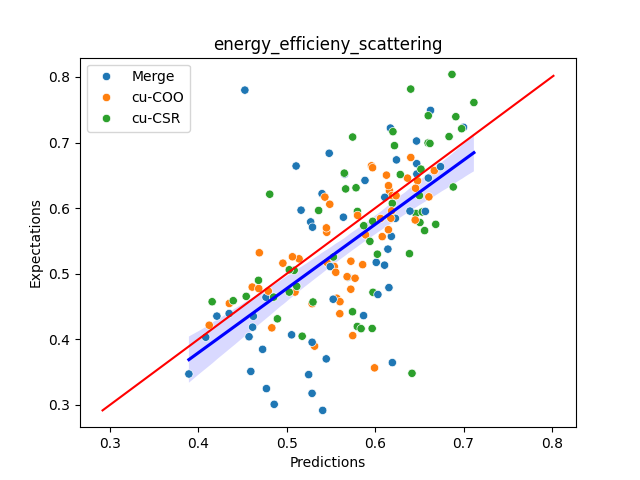 energy_efficieny_scattering
Merge
cu-COO
cu-CSR
Expectations
0.8
0.7
0.6
0.5
0.4
0.3
0.3 0.4 0.5 0.6 0.7 0.8
Predictions